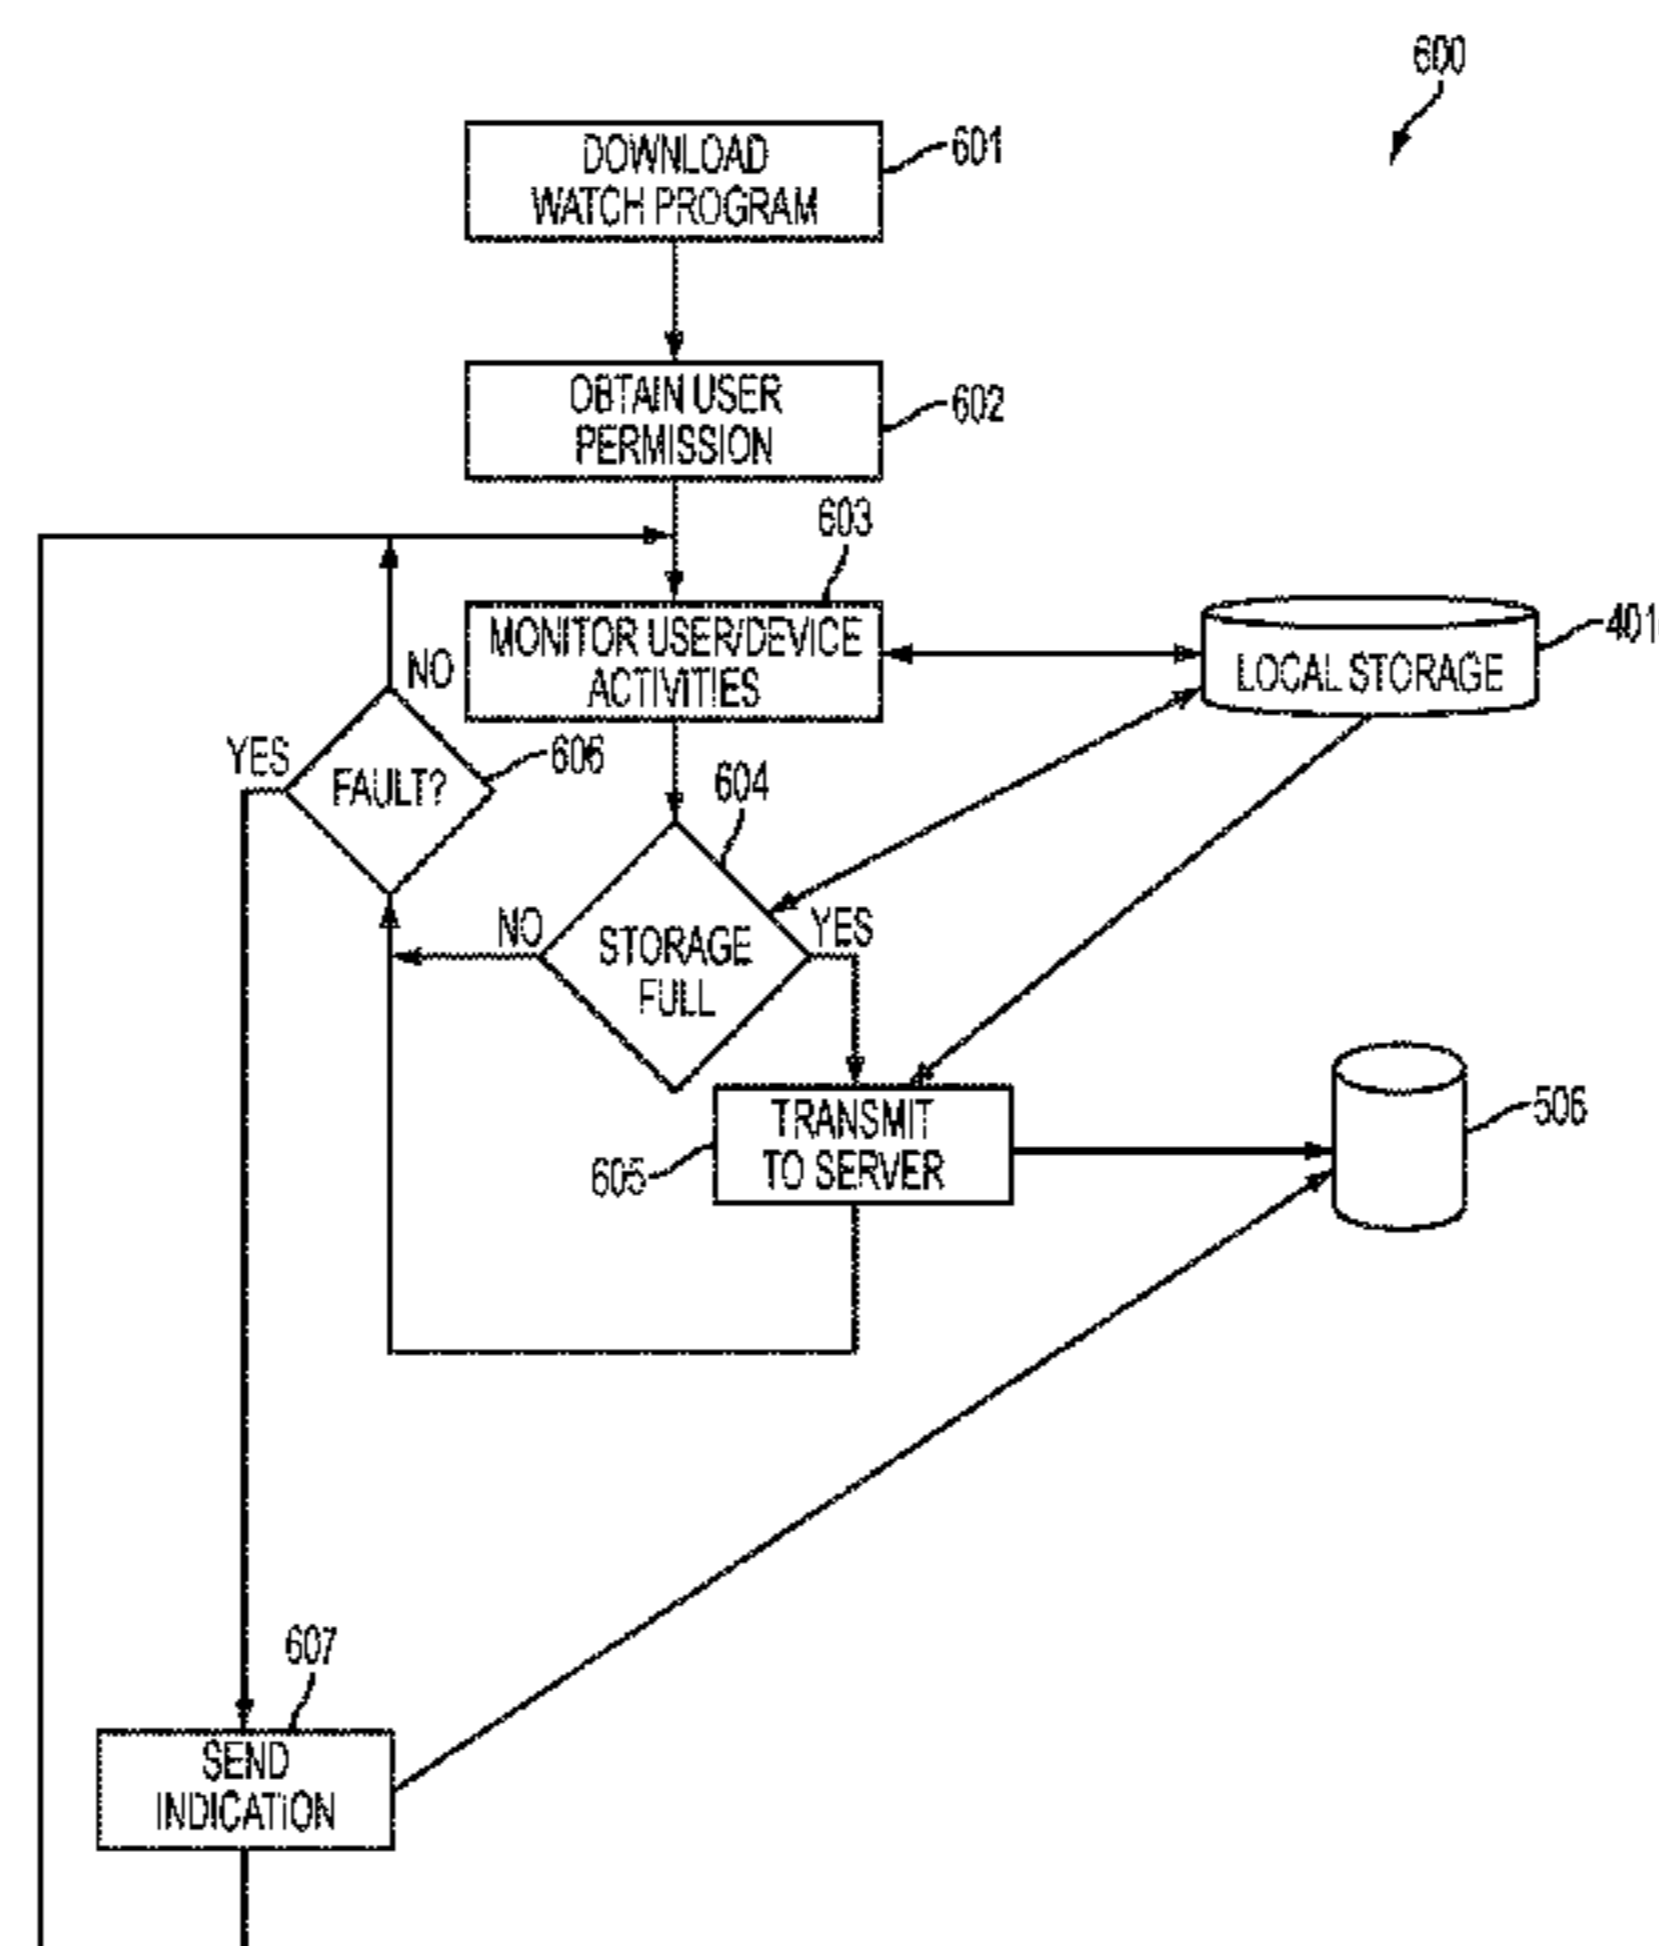 600
DOWNLOAD
WATCH PROGRAM
601
OBTAIN USER
PERMISSION
602
603
MONITOR USER/DEVICE
ACTIVITIES
LOCAL STORAGE
401
NO
YES
FAULT?
606
604
NO
STORAGE
FULL
YES
TRANSMIT
TO SERVER
605
506
607
SEND
INDICATION